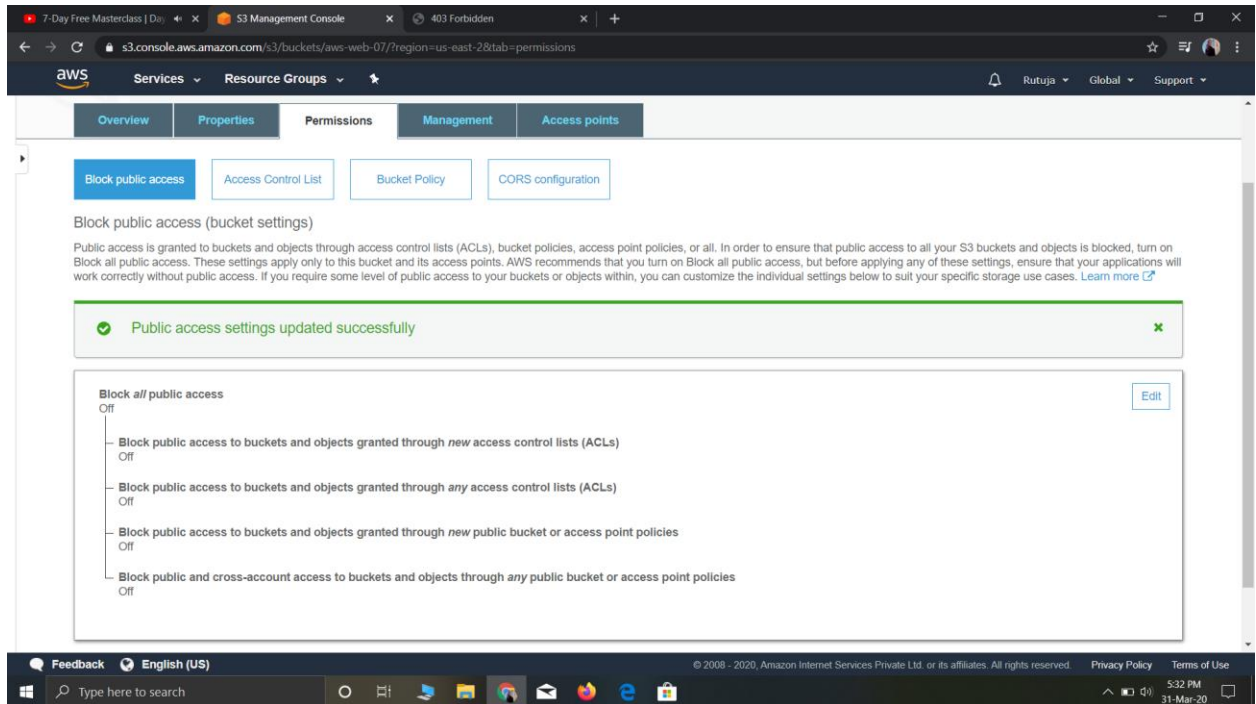 7-Day Free Masterclass | Day
S3 Management Console
403 Forbidden
s3.console.aws.amazon.com/s3/buckets/aws-web-07/?region=us-east-2&tab=permissions
aws
Services
Resource Groups
Rutuja
Global
Support
Overview
Properties
Permissions
Management
Access points
Block public access
Access Control List
Bucket Policy
CORS configuration
Block public access (bucket settings)
Public access is granted to buckets and objects through access control lists (ACLs), bucket policies, access point policies, or all. In order to ensure that public access to all your S3 buckets and objects is blocked, turn on
Block all public access. These settings apply only to this bucket and its access points. AWS recommends that you turn on Block all public access, but before applying any of these settings, ensure that your applications will
work correctly without public access. If you require some level of public access to your buckets or objects within, you can customize the individual settings below to suit your specific storage use cases. Learn more
Public access settings updated successfully
Block all public access
Off
Edit
Block public access to buckets and objects granted through new access control lists (ACLs)
Off
Block public access to buckets and objects granted through any access control lists (ACLs)
Off
Block public access to buckets and objects granted through new public bucket or access point policies
Off
Block public and cross-account access to buckets and objects through any public bucket or access point policies
Off
Feedback
English (US)
© 2008 - 2020, Amazon Internet Services Private Ltd. or its affiliates. All rights reserved.
Privacy Policy
Terms of Use
Type here to search
5:32 PM
31-Mar-20